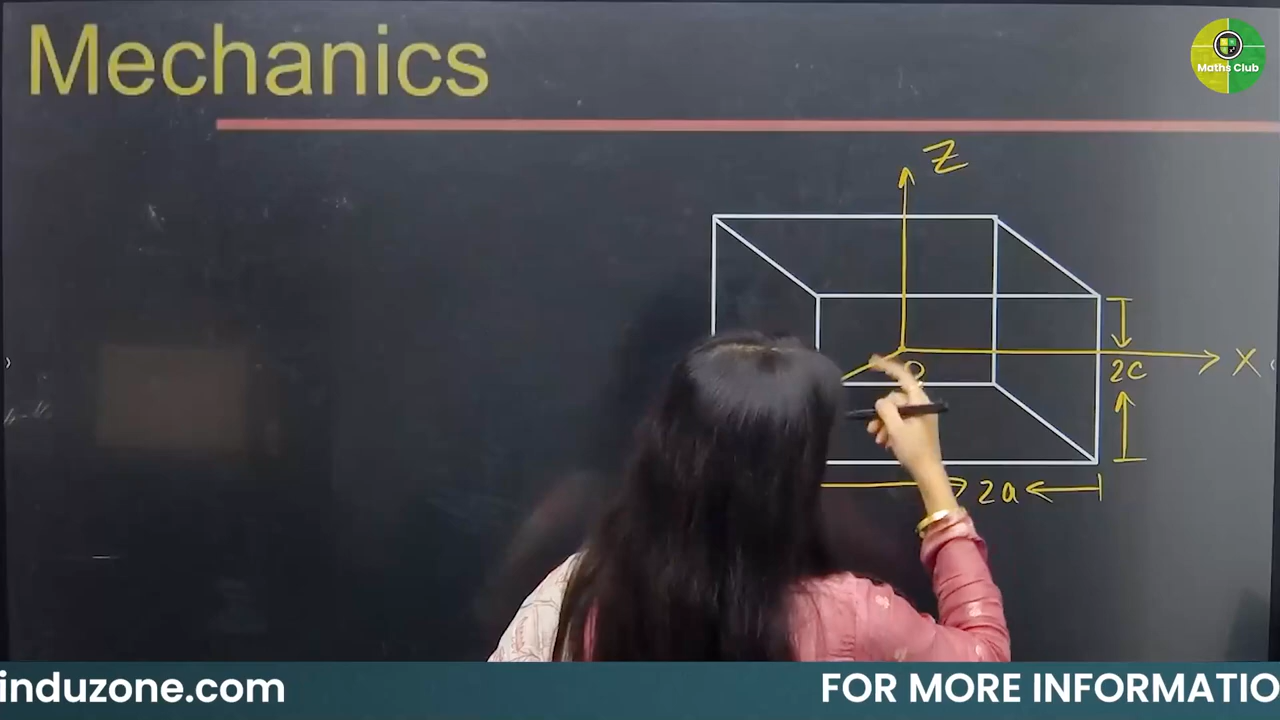 Mechanics
Maths Club
Z
X
O
2c
2a
induzone.com
FOR MORE INFORMATIO